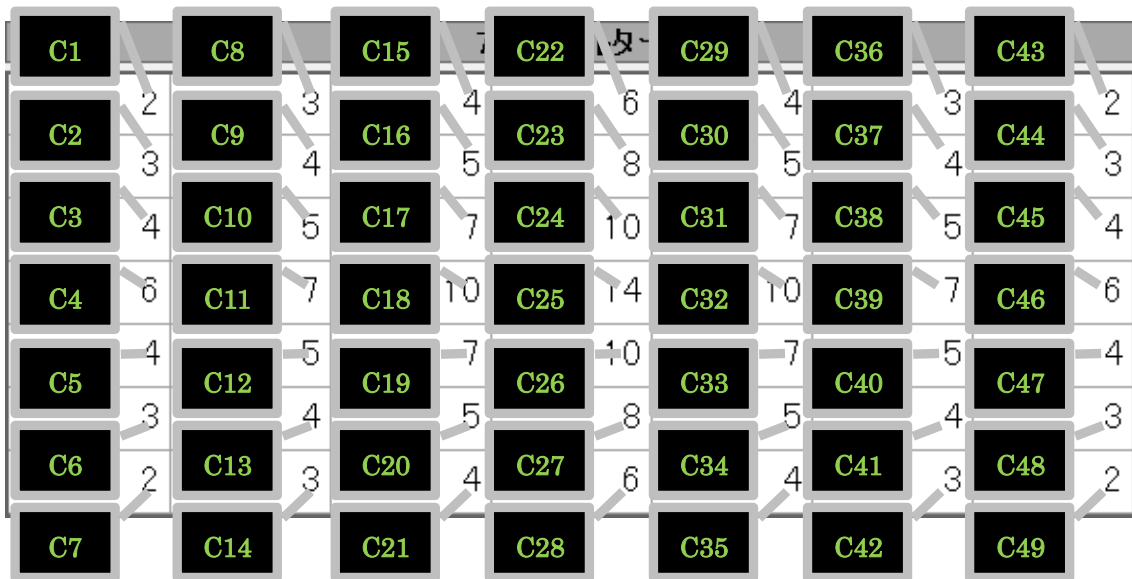 C1 C8 C15 C22 ルター C29 C36 C43
2 3 4 6 4 3 2
C2 C9 C16 C23 C30 C37 C44
3 4 5 8 5 4 3
C3 C10 C17 C24 C31 C38 C45
4 5 7 10 7 5 4
C4 C11 C18 C25 C32 C39 C46
6 7 10 14 10 7 6
C5 C12 C19 C26 C33 C40 C47
4 5 7 10 7 5 4
C6 C13 C20 C27 C34 C41 C48
3 4 5 8 5 4 3
C7 C14 C21 C28 C35 C42 C49
2 3 4 6 4 3 2